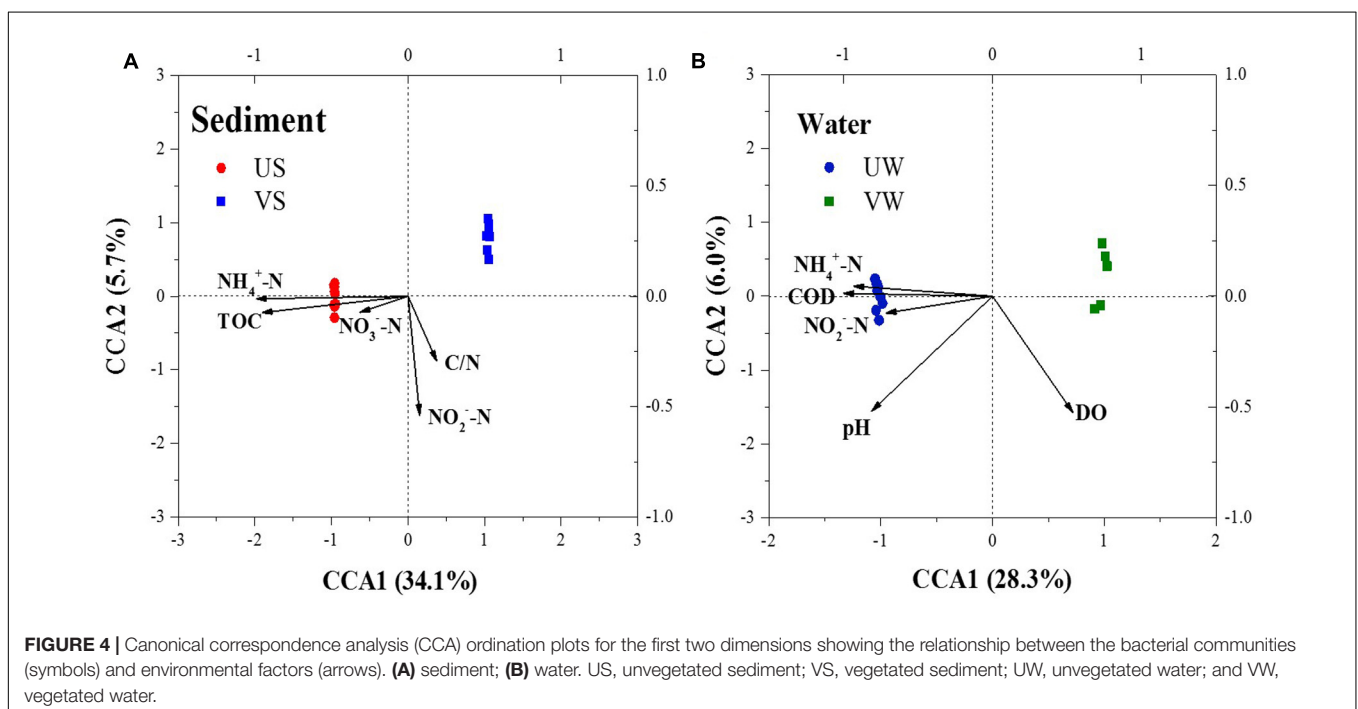 A
-1 0 1
3
2
1
0
-1
-2
-3
1.0
0.5
0.0
-0.5
-1.0
Sediment
US
VS
NH4+-N
TOC
NO3--N
C/N
NO2--N
CCA2 (5.7%)
-3 -2 -1 0 1 2 3
CCA1 (34.1%)
B
-1 0 1
3
2
1
0
-1
-2
-3
1.0
0.5
0.0
-0.5
-1.0
Water
UW
VW
NH4+-N
COD
NO2--N
pH
DO
CCA2 (6.0%)
-2 -1 0 1 2
CCA1 (28.3%)
FIGURE 4 | Canonical correspondence analysis (CCA) ordination plots for the first two dimensions showing the relationship between the bacterial communities
(symbols) and environmental factors (arrows). (A) sediment; (B) water. US, unvegetated sediment; VS, vegetated sediment; UW, unvegetated water; and VW,
vegetated water.